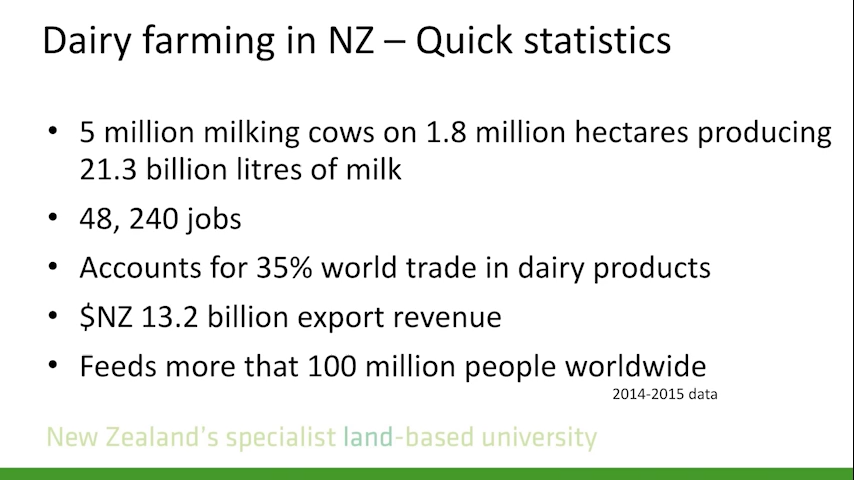 Dairy farming in NZ – Quick statistics
• 5 million milking cows on 1.8 million hectares producing
21.3 billion litres of milk
• 48, 240 jobs
• Accounts for 35% world trade in dairy products
• $NZ 13.2 billion export revenue
• Feeds more that 100 million people worldwide
2014-2015 data
New Zealand's specialist land-based university